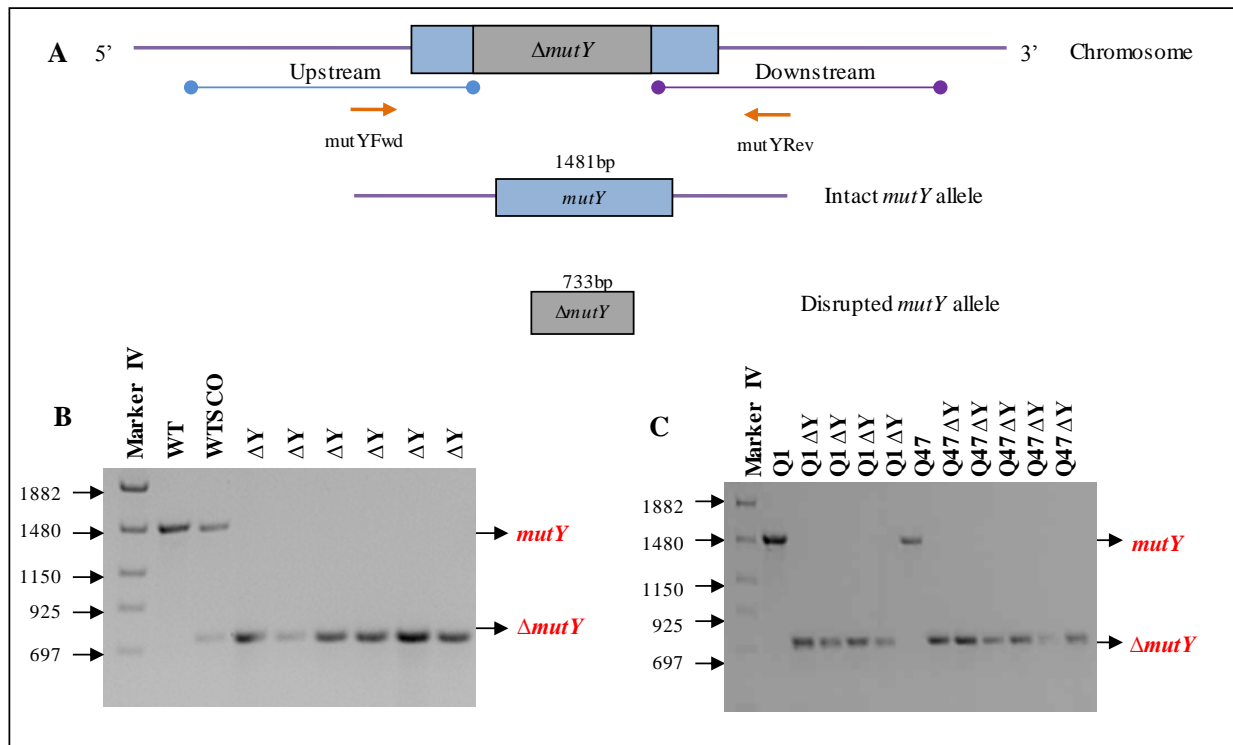 A 5’ ΔmutY 3’ Chromosome
Upstream Downstream
mutYFwd mutYRev
1481bp
mutY Intact mutY allele
733bp
ΔmutY Disrupted mutY allele
B
Marker IV
WT
WTSCO
ΔY
ΔY
ΔY
ΔY
ΔY
ΔY
1882
1480
1150
925
697
mutY
ΔmutY
C
Marker IV
Q1
Q1 ΔY
Q1 ΔY
Q1 ΔY
Q1 ΔY
Q47
Q47 ΔY
Q47 ΔY
Q47 ΔY
Q47 ΔY
Q47 ΔY
Q47 ΔY
1882
1480
1150
925
697
mutY
ΔmutY